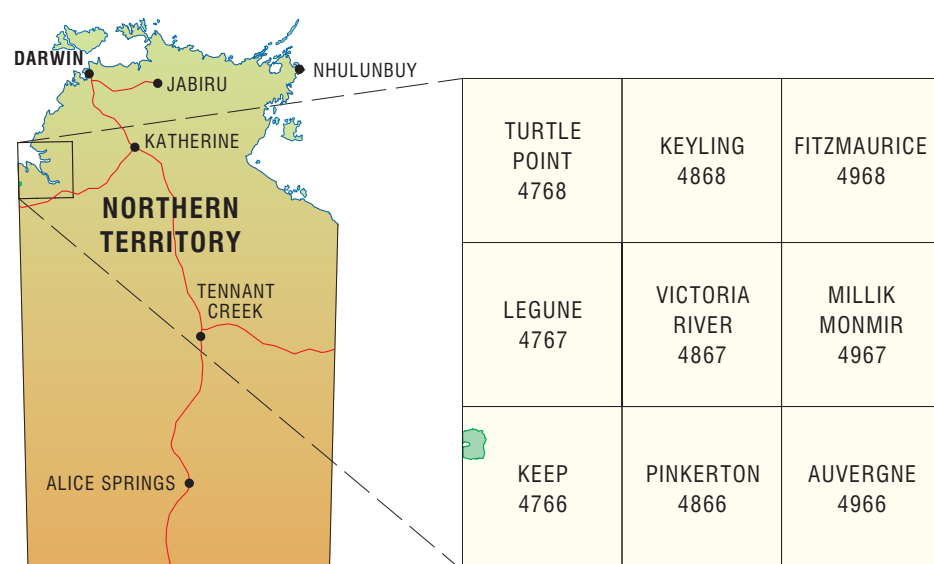 DARWIN
JABIRU
NHULUNBUY
KATHERINE
NORTHERN
TERRITORY
TENNANT
CREEK
ALICE SPRINGS
TURTLE
POINT
4768
KEYLING
4868
FITZMAURICE
4968
LEGUNE
4767
VICTORIA
RIVER
4867
MILLIK
MONMIR
4967
KEEP
4766
PINKERTON
4866
AUVERGNE
4966